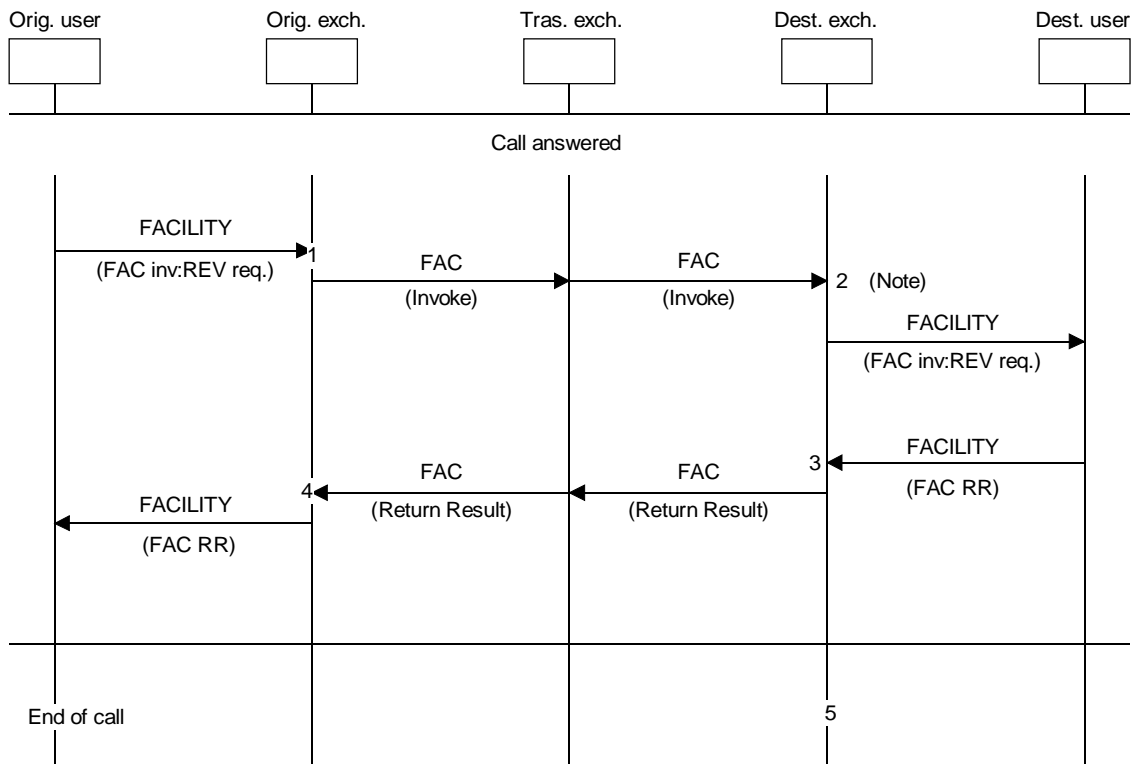 Orig. user
Orig. exch.
Tras. exch.
Dest. exch.
Dest. user
Call answered
FACILITY
(FAC inv:REV req.)
1
FAC
(Invoke)
FAC
(Invoke)
2 (Note)
FACILITY
(FAC inv:REV req.)
FACILITY
(FAC RR)
3
FAC
(Return Result)
FAC
(Return Result)
4
FACILITY
(FAC RR)
End of call
5